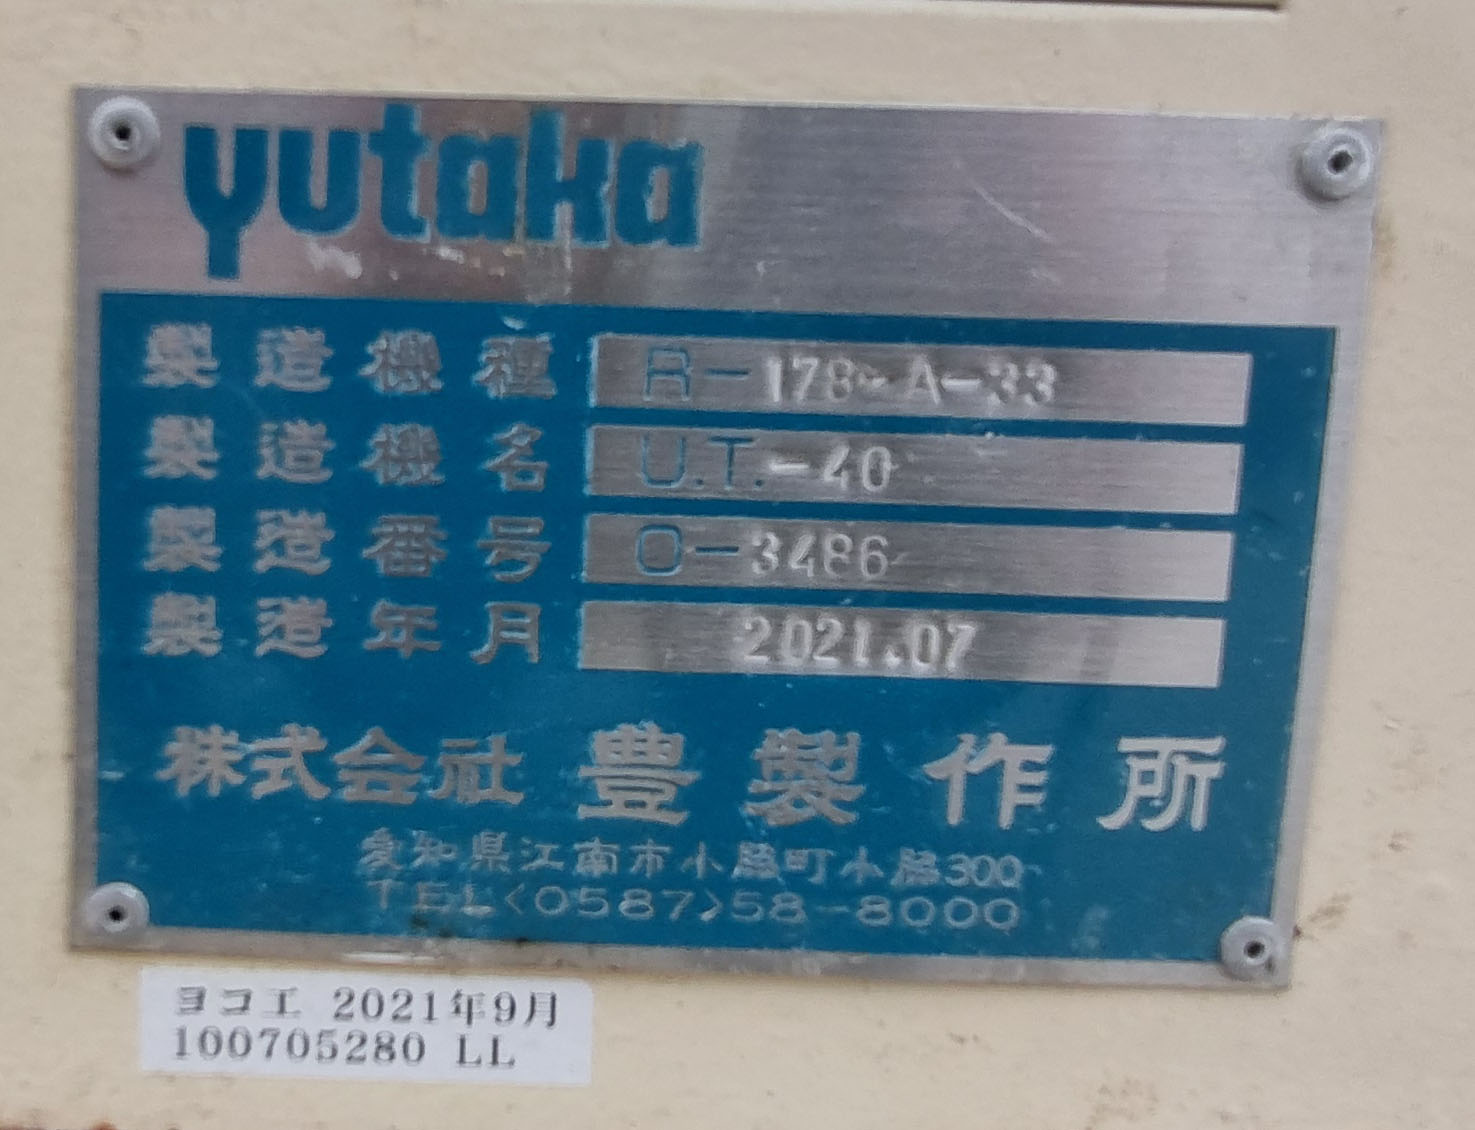 yutaka
製造機種 R-178-A-33
製造機名 U.T.-40
製造番号 O-3486
製造年月 2021.07
株式会社 豊製作所
愛知県江南市小脇町小脇300
TEL<0587>58-8000
ヨコエ 2021年9月
100705280 LL